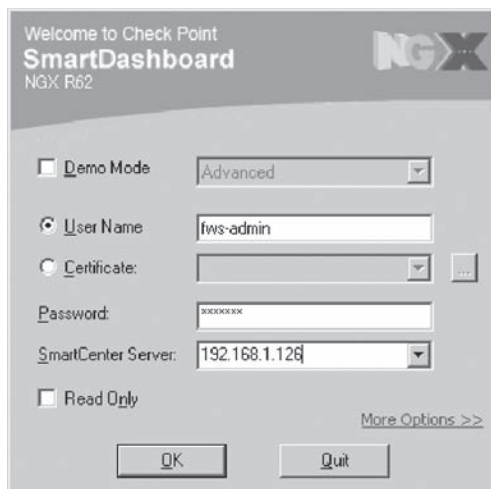 Welcome to Check Point
SmartDashboard
NGX R62
NGX
Demo Mode
Advanced
User Name
fws-admin
Certificate:
...
Password:
*******
SmartCenter Server:
192.168.1.126
Read Only
More Options >>
OK
Quit